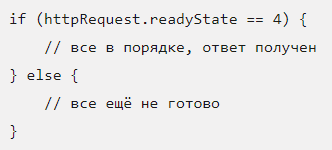 if (httpRequest.readyState == 4) {
    // все в порядке, ответ получен
} else {
    // все ещё не готово
}